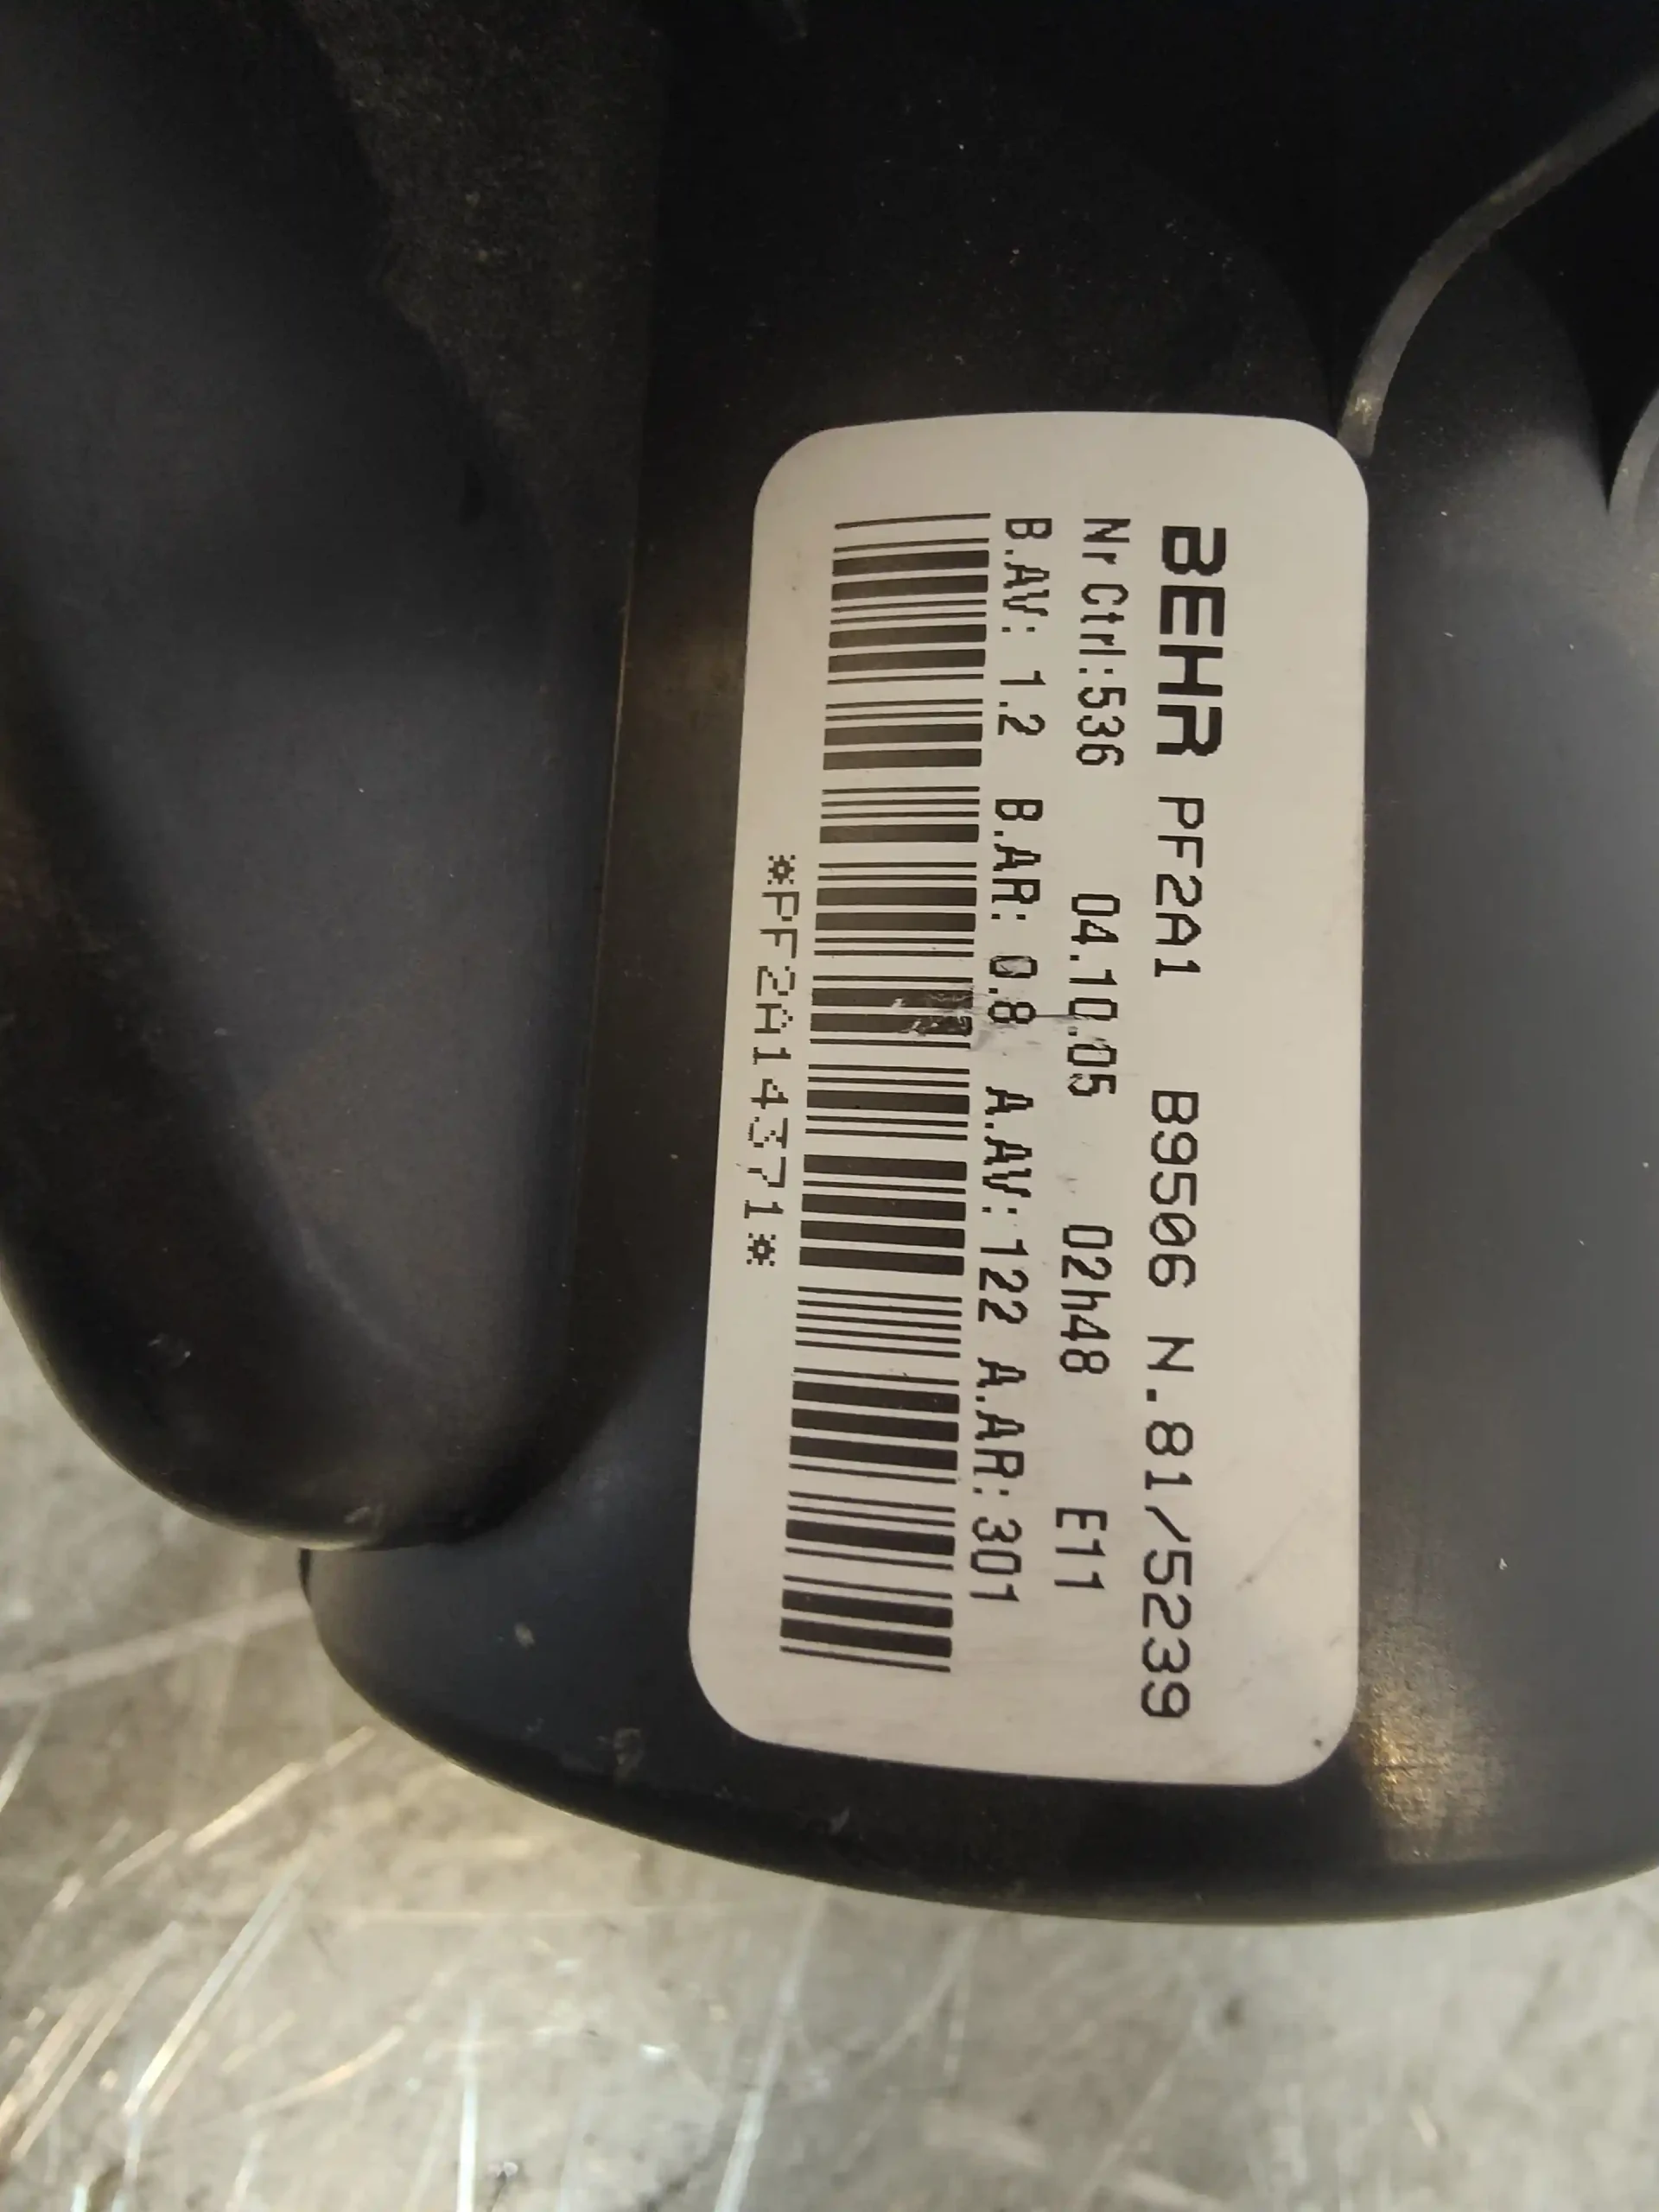 BEHR PF2A1 B9506 N.81/5239
Nr Ctrl:536 04.10.05 02h48 E11
B.AV: 1.2 B.AR: 0.8 A.AV:122 A.AR:301
*PF2A14371*